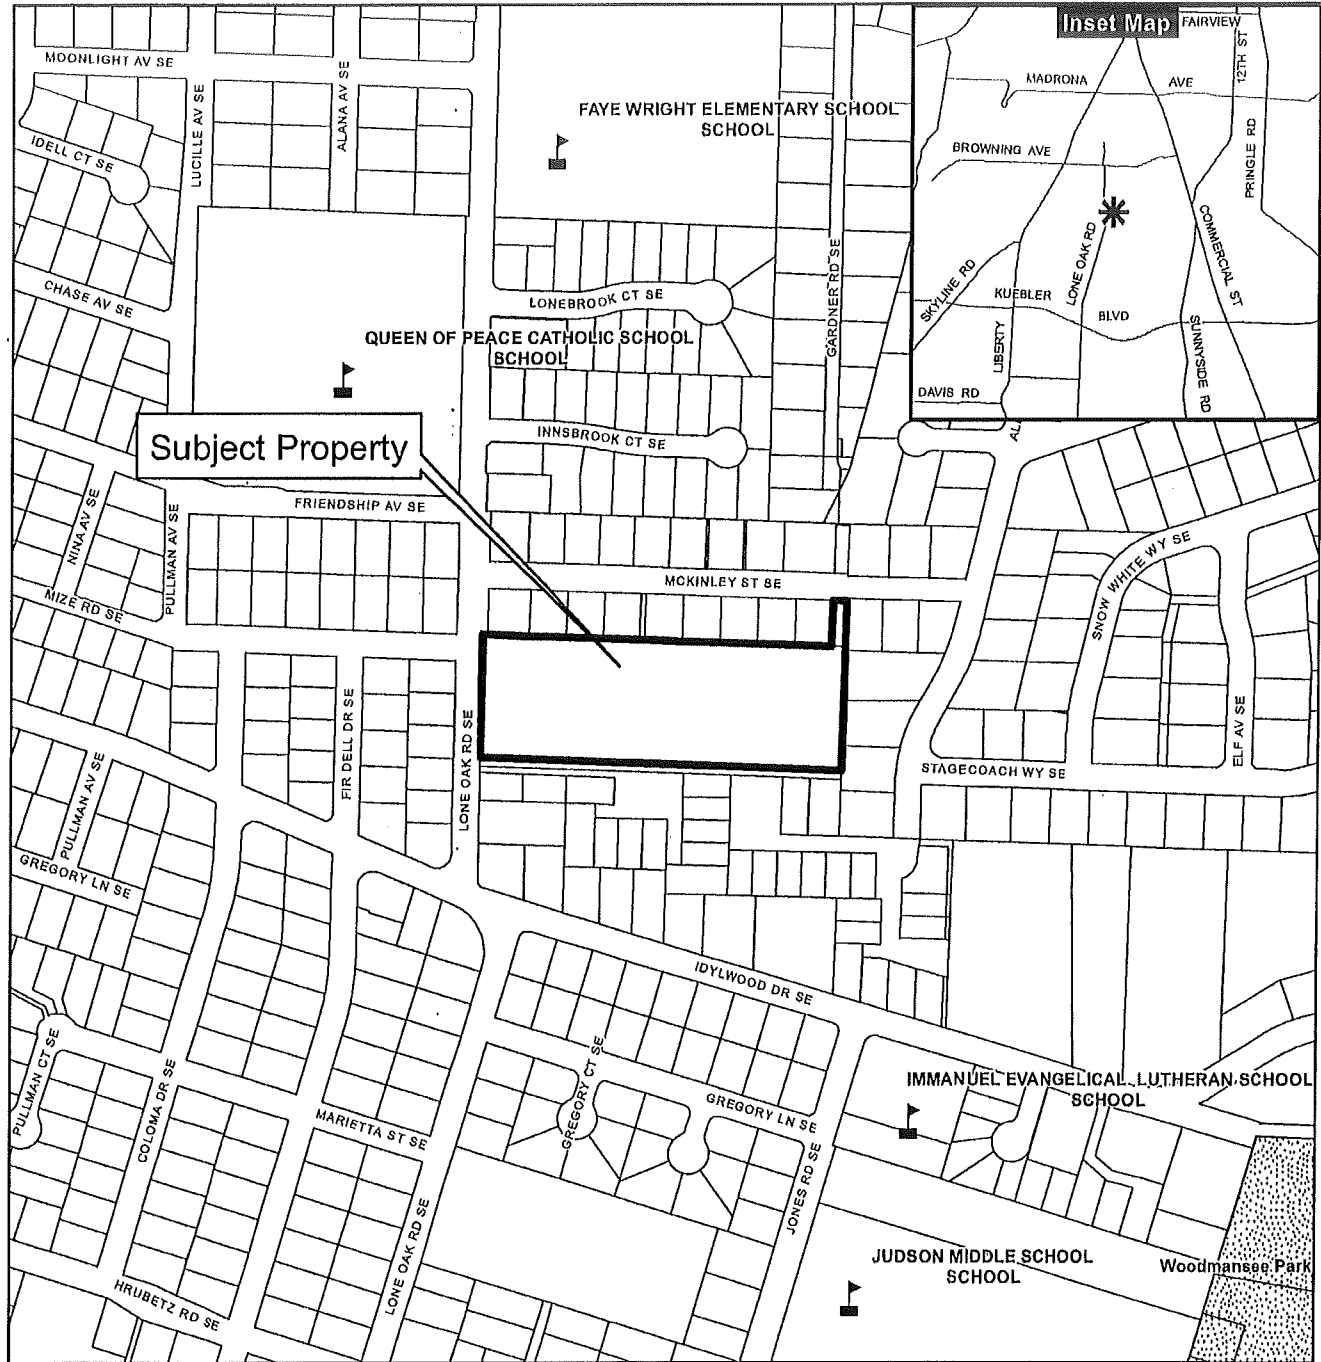 Inset Map
FAIRVIEW
12TH ST
MADRONA
AVE
PRINGLE RD
BROWNING AVE
COMMERCIAL ST
LONE OAK RD
SKYLINE RD
KUEBLER
BLVD
LIBERTY
SUNNYSIDE RD
DAVIS RD
MOONLIGHT AV SE
LUCILLE AV SE
ALANA AV SE
FAYE WRIGHT ELEMENTARY SCHOOL
SCHOOL
IDELL CT SE
GARDNER RD SE
CHASE AV SE
LONEBROOK CT SE
QUEEN OF PEACE CATHOLIC SCHOOL
SCHOOL
Subject Property
INNSBROOK CT SE
AL
FRIENDSHIP AV SE
NINA AV SE
PULLMAN AV SE
MCKINLEY ST SE
SNOW WHITE WY SE
MIZE RD SE
FIR DELL DR SE
LONE OAK RD SE
ELF AV SE
STAGECOACH WY SE
PULLMAN AV SE
GREGORY LN SE
IDYLWOOD DR SE
PULLMAN CT SE
COLOMA DR SE
MARIETTA ST SE
GREGORY CT SE
GREGORY LN SE
IMMANUEL EVANGELICAL LUTHERAN SCHOOL
SCHOOL
JONES RD SE
LONE OAK RD SE
JUDSON MIDDLE SCHOOL
SCHOOL
Woodmansee Park
HRUBETZ RD SE